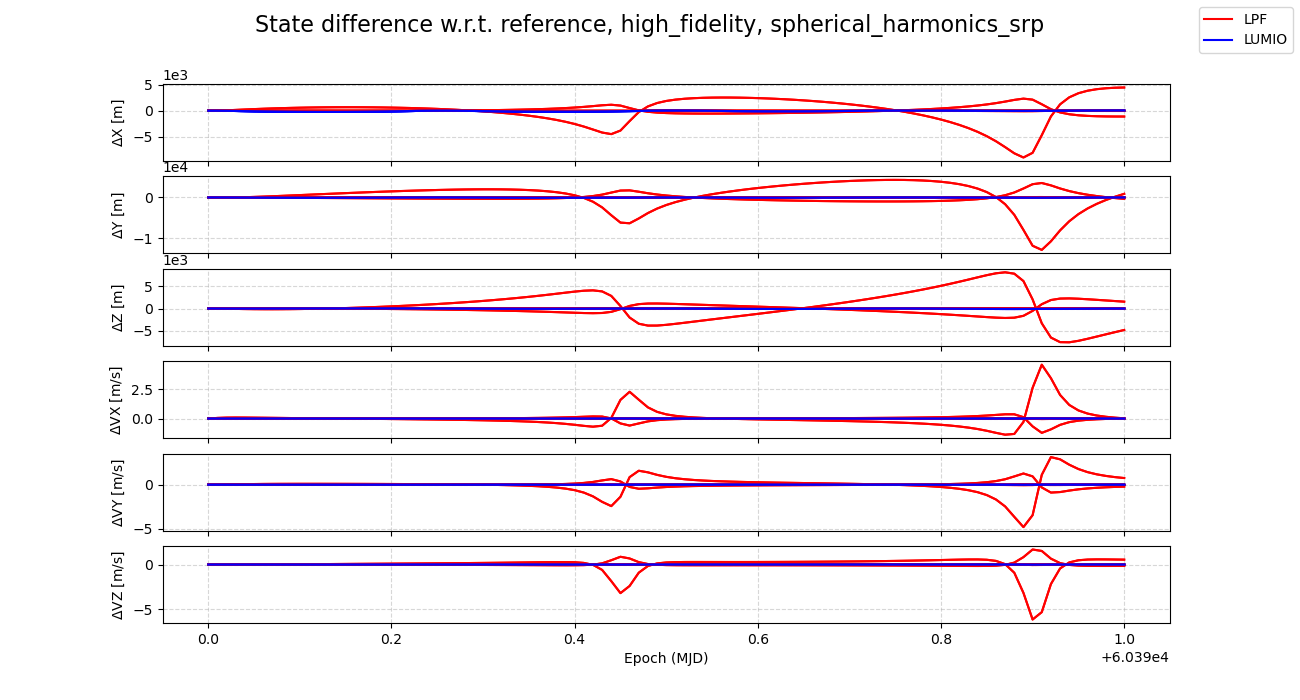 State difference w.r.t. reference, high_fidelity, spherical_harmonics_srp
LPF
LUMIO
1e3
5
0
−5
ΔX [m]
1e4
0
−1
ΔY [m]
1e3
5
0
−5
ΔZ [m]
2.5
0.0
ΔVX [m/s]
0
−5
ΔVY [m/s]
0
−5
ΔVZ [m/s]
0.0 0.2 0.4 0.6 0.8 1.0
Epoch (MJD)
+6.039e4